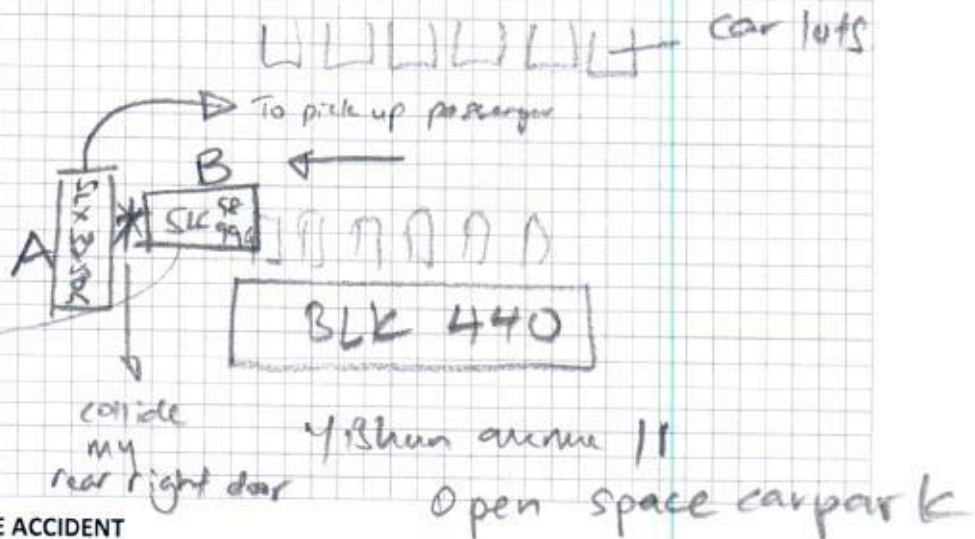 car lots
To pick up passenger
B
A
SLX
SK
BLK 440
collide
my
rear right door
Yishun avenue 11
Open space carpark
E ACCIDENT